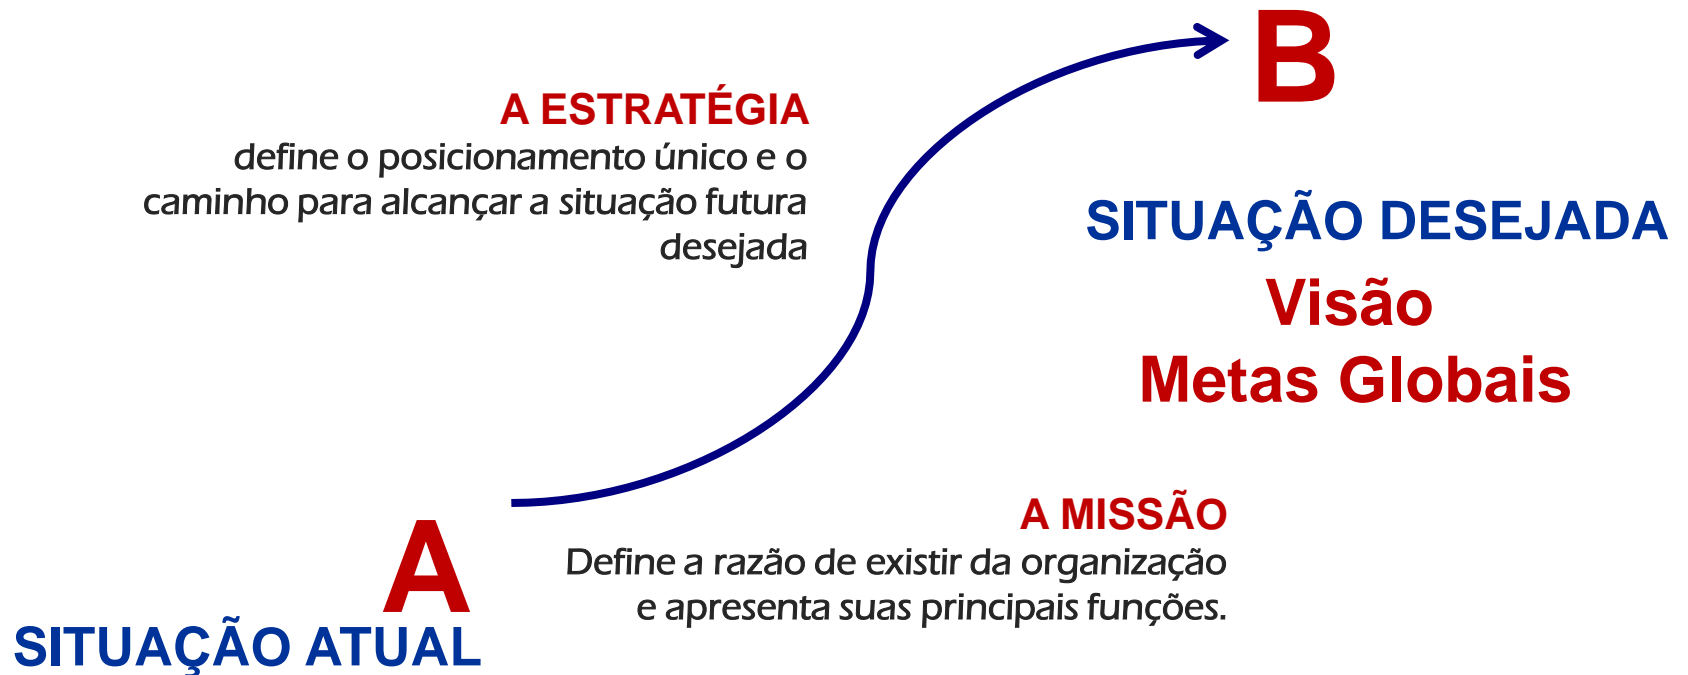 B
A ESTRATÉGIA
define o posicionamento único e o
caminho para alcançar a situação futura
desejada
SITUAÇÃO DESEJADA
Visão
Metas Globais
A MISSÃO
Define a razão de existir da organização
e apresenta suas principais funções.
A
SITUAÇÃO ATUAL